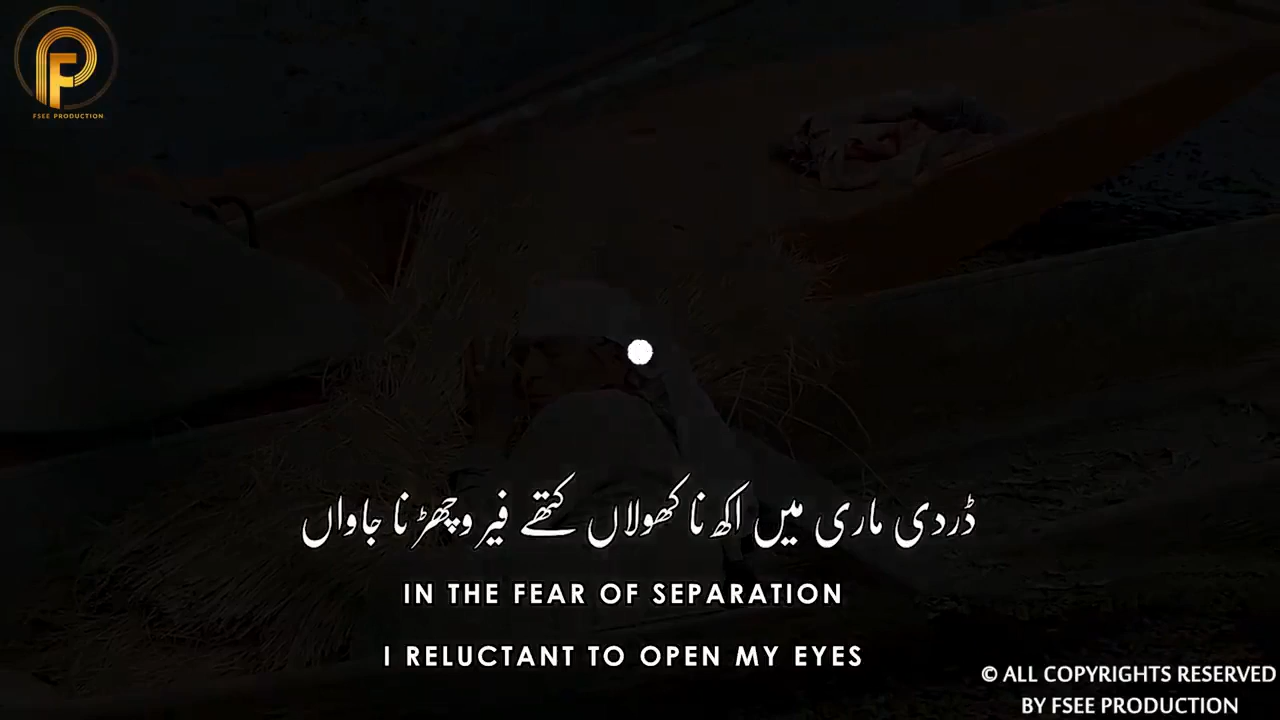 FSEE PRODUCTION
ڈردی ماری میں اکھ نا کھولاں کتھے فیر وچھڑ نا جاواں
IN THE FEAR OF SEPARATION
I RELUCTANT TO OPEN MY EYES
© ALL COPYRIGHTS RESERVED
BY FSEE PRODUCTION